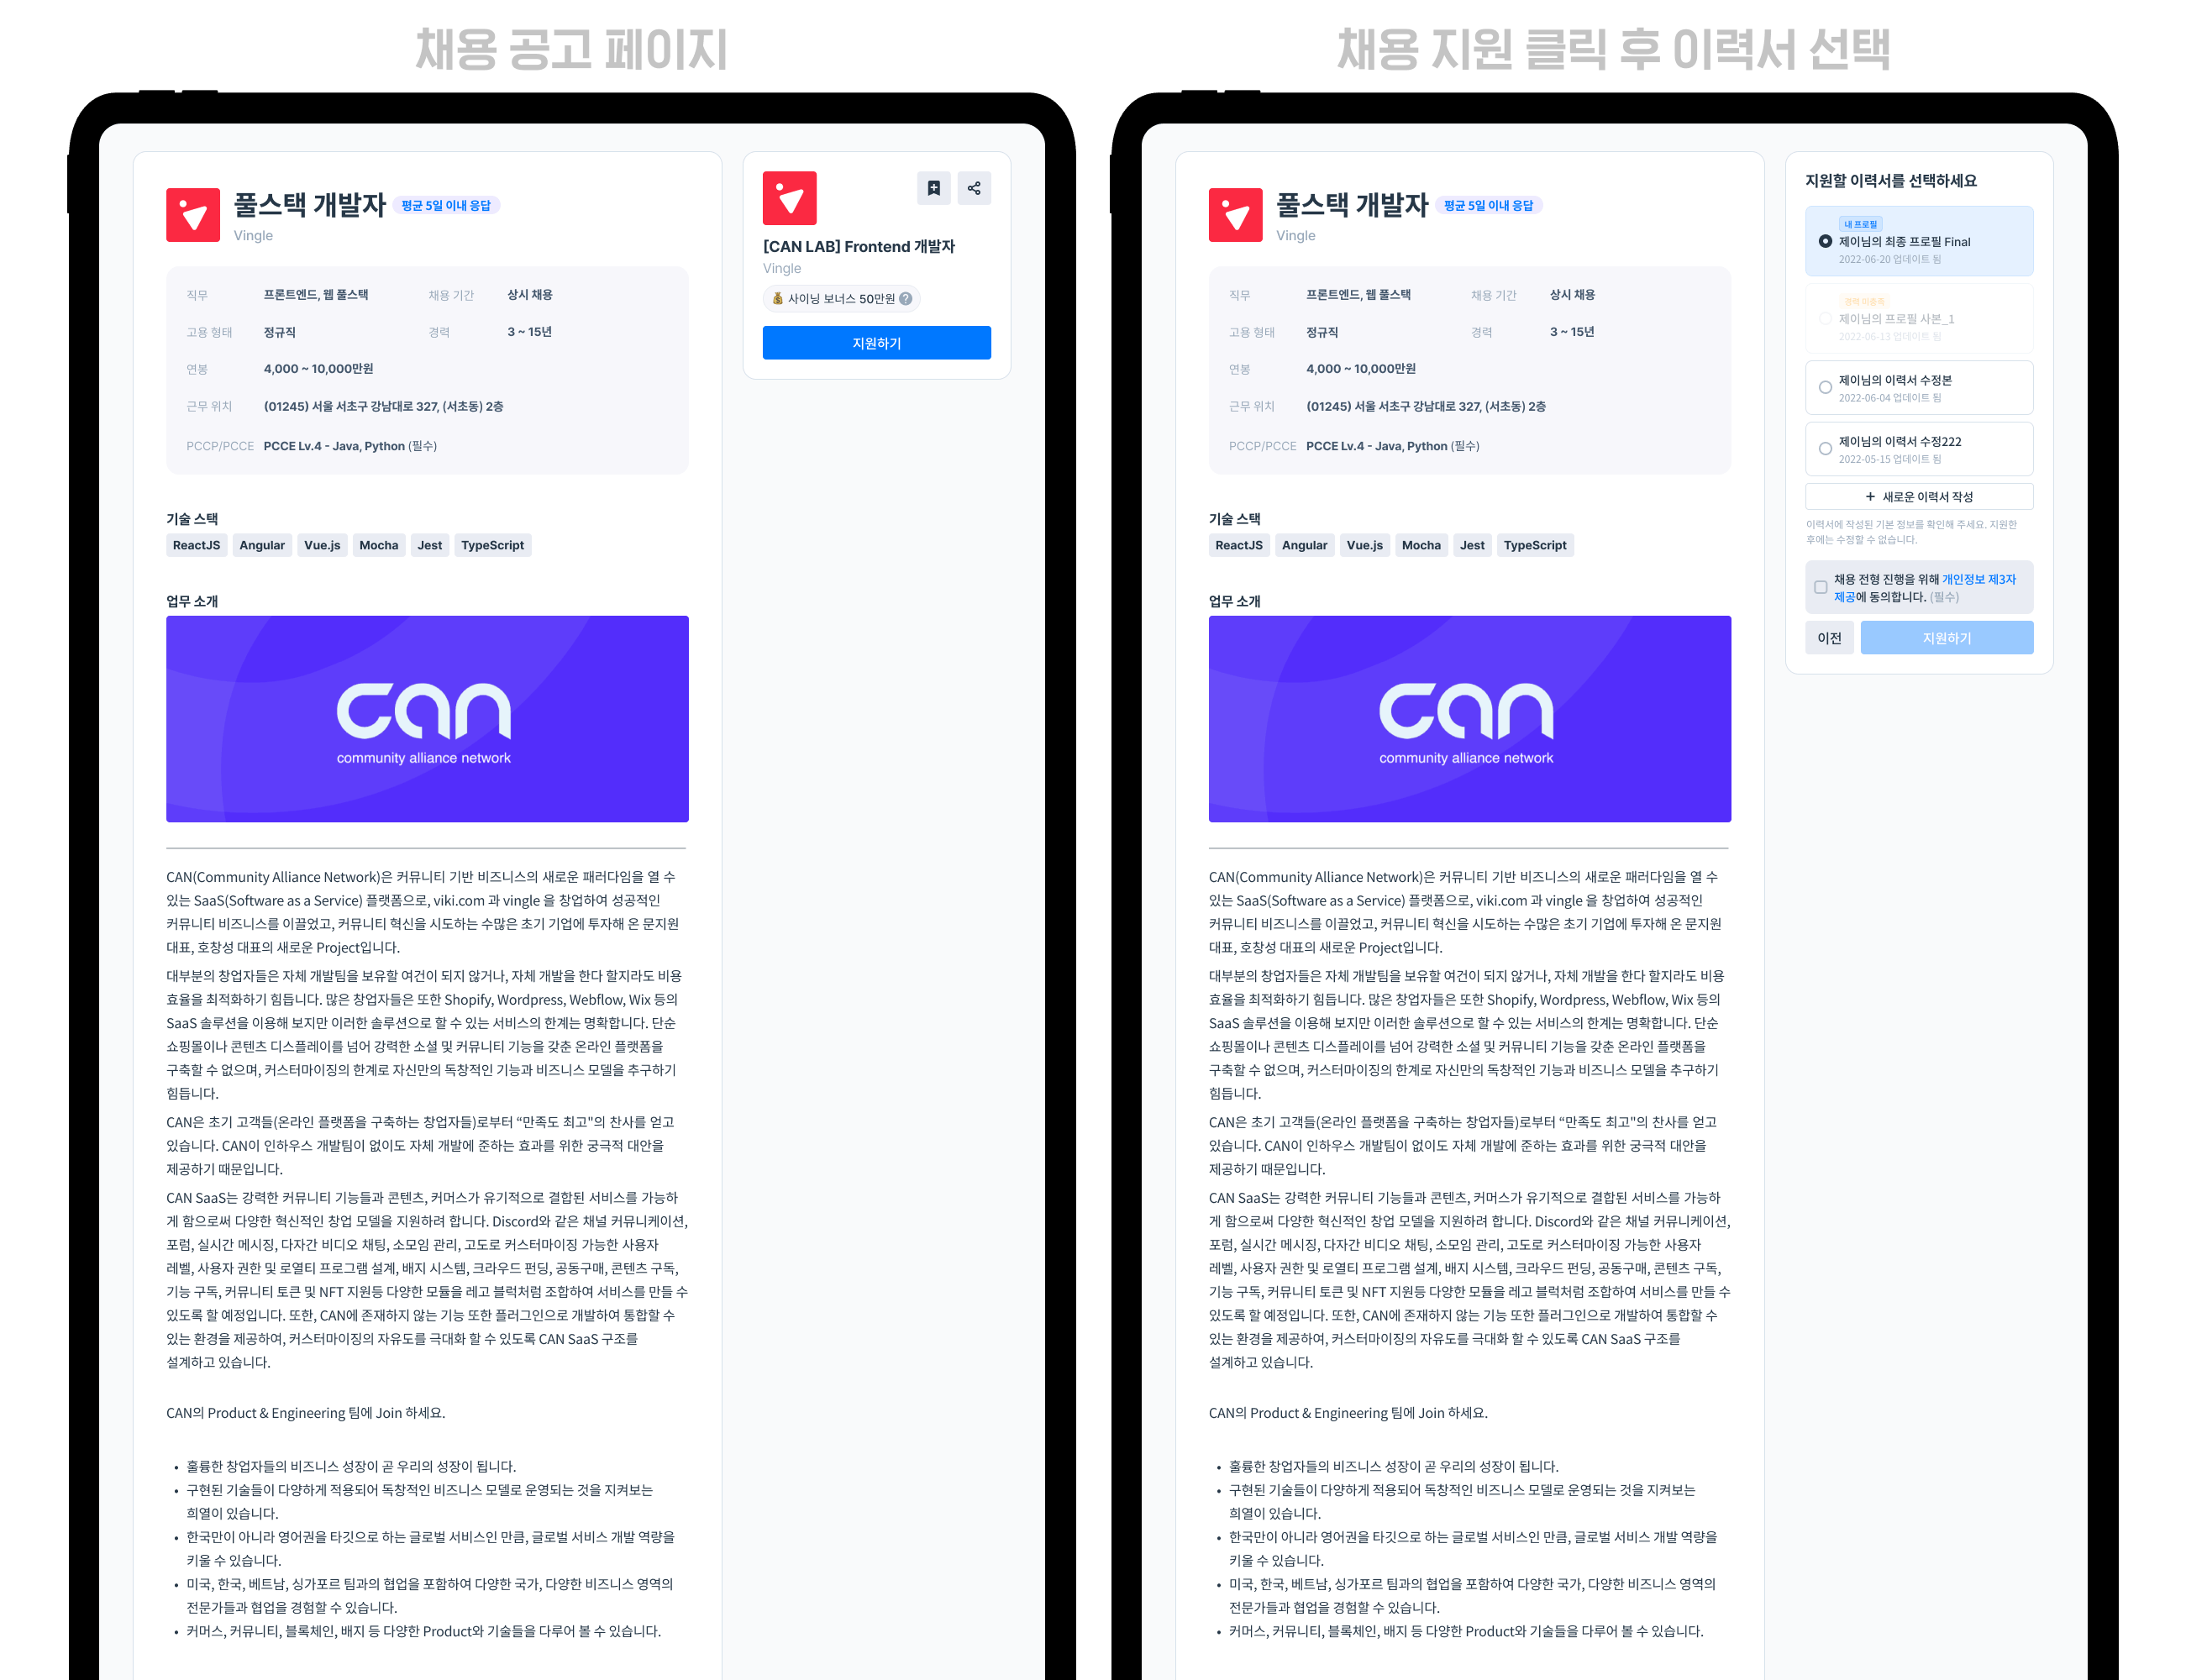 채용 공고 페이지
풀스택 개발자 평균 5일 이내 응답
Vingle
직무 프론트엔드, 웹 풀스택 채용 기간 상시 채용
고용 형태 정규직 경력 3 ~ 15년
연봉 4,000 ~ 10,000만원
근무 위치 (01245) 서울 서초구 강남대로 327, (서초동) 2층
PCCP/PCCE PCCE Lv.4 - Java, Python (필수)
기술 스택
ReactJS Angular Vue.js Mocha Jest TypeScript
업무 소개
can
community alliance network
CAN(Community Alliance Network)은 커뮤니티 기반 비즈니스의 새로운 패러다임을 열 수
있는 SaaS(Software as a Service) 플랫폼으로, viki.com 과 vingle 을 창업하여 성공적인
커뮤니티 비즈니스를 이끌었고, 커뮤니티 혁신을 시도하는 수많은 초기 기업에 투자해 온 문지원
대표, 호창성 대표의 새로운 Project입니다.
대부분의 창업자들은 자체 개발팀을 보유할 여건이 되지 않거나, 자체 개발을 한다 할지라도 비용
효율을 최적화하기 힘듭니다. 많은 창업자들은 또한 Shopify, Wordpress, Webflow, Wix 등의
SaaS 솔루션을 이용해 보지만 이러한 솔루션으로 할 수 있는 서비스의 한계는 명확합니다. 단순
쇼핑몰이나 콘텐츠 디스플레이를 넘어 강력한 소셜 및 커뮤니티 기능을 갖춘 온라인 플랫폼을
구축할 수 없으며, 커스터마이징의 한계로 자신만의 독창적인 기능과 비즈니스 모델을 추구하기
힘듭니다.
CAN은 초기 고객들(온라인 플랫폼을 구축하는 창업자들)로부터 “만족도 최고"의 찬사를 얻고
있습니다. CAN이 인하우스 개발팀이 없이도 자체 개발에 준하는 효과를 위한 궁극적 대안을
제공하기 때문입니다.
CAN SaaS는 강력한 커뮤니티 기능들과 콘텐츠, 커머스가 유기적으로 결합된 서비스를 가능하
게 함으로써 다양한 혁신적인 창업 모델을 지원하려 합니다. Discord와 같은 채널 커뮤니케이션,
포럼, 실시간 메시징, 다자간 비디오 채팅, 소모임 관리, 고도로 커스터마이징 가능한 사용자
레벨, 사용자 권한 및 로열티 프로그램 설계, 배지 시스템, 크라우드 펀딩, 공동구매, 콘텐츠 구독,
기능 구독, 커뮤니티 토큰 및 NFT 지원등 다양한 모듈을 레고 블럭처럼 조합하여 서비스를 만들 수
있도록 할 예정입니다. 또한, CAN에 존재하지 않는 기능 또한 플러그인으로 개발하여 통합할 수
있는 환경을 제공하여, 커스터마이징의 자유도를 극대화 할 수 있도록 CAN SaaS 구조를
설계하고 있습니다.
CAN의 Product & Engineering 팀에 Join 하세요.
• 훌륭한 창업자들의 비즈니스 성장이 곧 우리의 성장이 됩니다.
• 구현된 기술들이 다양하게 적용되어 독창적인 비즈니스 모델로 운영되는 것을 지켜보는
희열이 있습니다.
• 한국만이 아니라 영어권을 타깃으로 하는 글로벌 서비스인 만큼, 글로벌 서비스 개발 역량을
키울 수 있습니다.
• 미국, 한국, 베트남, 싱가포르 팀과의 협업을 포함하여 다양한 국가, 다양한 비즈니스 영역의
전문가들과 협업을 경험할 수 있습니다.
• 커머스, 커뮤니티, 블록체인, 배지 등 다양한 Product와 기술들을 다루어 볼 수 있습니다.
[CAN LAB] Frontend 개발자
Vingle
사이닝 보너스 50만원 ?
지원하기
채용 지원 클릭 후 이력서 선택
풀스택 개발자 평균 5일 이내 응답
Vingle
직무 프론트엔드, 웹 풀스택 채용 기간 상시 채용
고용 형태 정규직 경력 3 ~ 15년
연봉 4,000 ~ 10,000만원
근무 위치 (01245) 서울 서초구 강남대로 327, (서초동) 2층
PCCP/PCCE PCCE Lv.4 - Java, Python (필수)
기술 스택
ReactJS Angular Vue.js Mocha Jest TypeScript
업무 소개
can
community alliance network
CAN(Community Alliance Network)은 커뮤니티 기반 비즈니스의 새로운 패러다임을 열 수
있는 SaaS(Software as a Service) 플랫폼으로, viki.com 과 vingle 을 창업하여 성공적인
커뮤니티 비즈니스를 이끌었고, 커뮤니티 혁신을 시도하는 수많은 초기 기업에 투자해 온 문지원
대표, 호창성 대표의 새로운 Project입니다.
대부분의 창업자들은 자체 개발팀을 보유할 여건이 되지 않거나, 자체 개발을 한다 할지라도 비용
효율을 최적화하기 힘듭니다. 많은 창업자들은 또한 Shopify, Wordpress, Webflow, Wix 등의
SaaS 솔루션을 이용해 보지만 이러한 솔루션으로 할 수 있는 서비스의 한계는 명확합니다. 단순
쇼핑몰이나 콘텐츠 디스플레이를 넘어 강력한 소셜 및 커뮤니티 기능을 갖춘 온라인 플랫폼을
구축할 수 없으며, 커스터마이징의 한계로 자신만의 독창적인 기능과 비즈니스 모델을 추구하기
힘듭니다.
CAN은 초기 고객들(온라인 플랫폼을 구축하는 창업자들)로부터 “만족도 최고"의 찬사를 얻고
있습니다. CAN이 인하우스 개발팀이 없이도 자체 개발에 준하는 효과를 위한 궁극적 대안을
제공하기 때문입니다.
CAN SaaS는 강력한 커뮤니티 기능들과 콘텐츠, 커머스가 유기적으로 결합된 서비스를 가능하
게 함으로써 다양한 혁신적인 창업 모델을 지원하려 합니다. Discord와 같은 채널 커뮤니케이션,
포럼, 실시간 메시징, 다자간 비디오 채팅, 소모임 관리, 고도로 커스터마이징 가능한 사용자
레벨, 사용자 권한 및 로열티 프로그램 설계, 배지 시스템, 크라우드 펀딩, 공동구매, 콘텐츠 구독,
기능 구독, 커뮤니티 토큰 및 NFT 지원등 다양한 모듈을 레고 블럭처럼 조합하여 서비스를 만들 수
있도록 할 예정입니다. 또한, CAN에 존재하지 않는 기능 또한 플러그인으로 개발하여 통합할 수
있는 환경을 제공하여, 커스터마이징의 자유도를 극대화 할 수 있도록 CAN SaaS 구조를
설계하고 있습니다.
CAN의 Product & Engineering 팀에 Join 하세요.
• 훌륭한 창업자들의 비즈니스 성장이 곧 우리의 성장이 됩니다.
• 구현된 기술들이 다양하게 적용되어 독창적인 비즈니스 모델로 운영되는 것을 지켜보는
희열이 있습니다.
• 한국만이 아니라 영어권을 타깃으로 하는 글로벌 서비스인 만큼, 글로벌 서비스 개발 역량을
키울 수 있습니다.
• 미국, 한국, 베트남, 싱가포르 팀과의 협업을 포함하여 다양한 국가, 다양한 비즈니스 영역의
전문가들과 협업을 경험할 수 있습니다.
• 커머스, 커뮤니티, 블록체인, 배지 등 다양한 Product와 기술들을 다루어 볼 수 있습니다.
지원할 이력서를 선택하세요
내 프로필
제이님의 최종 프로필 Final
2022-06-20 업데이트 됨
경력 미충족
제이님의 프로필 사본_1
2022-06-13 업데이트 됨
제이님의 이력서 수정본
2022-06-04 업데이트 됨
제이님의 이력서 수정222
2022-05-15 업데이트 됨
+ 새로운 이력서 작성
이력서에 작성된 기본 정보를 확인해 주세요. 지원한
후에는 수정할 수 없습니다.
채용 전형 진행을 위해 개인정보 제3자
제공에 동의합니다. (필수)
이전 지원하기